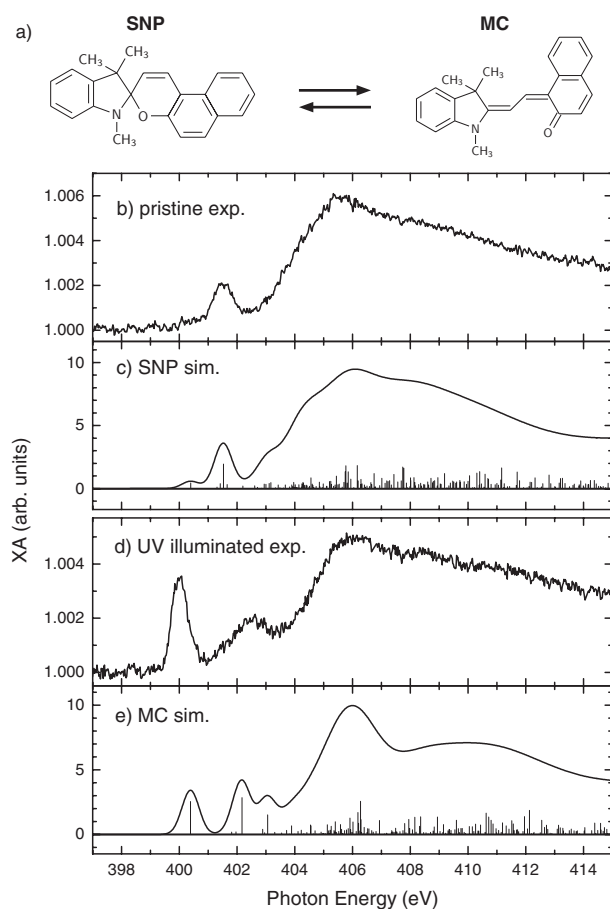 a)
SNP
MC
H₃C
CH₃
N
O
CH₃
H₃C
CH₃
N
O
CH₃
b) pristine exp.
1.006
1.004
1.002
1.000
c) SNP sim.
10
5
0
d) UV illuminated exp.
1.004
1.002
1.000
e) MC sim.
10
5
0
XA (arb. units)
398 400 402 404 406 408 410 412 414
Photon Energy (eV)